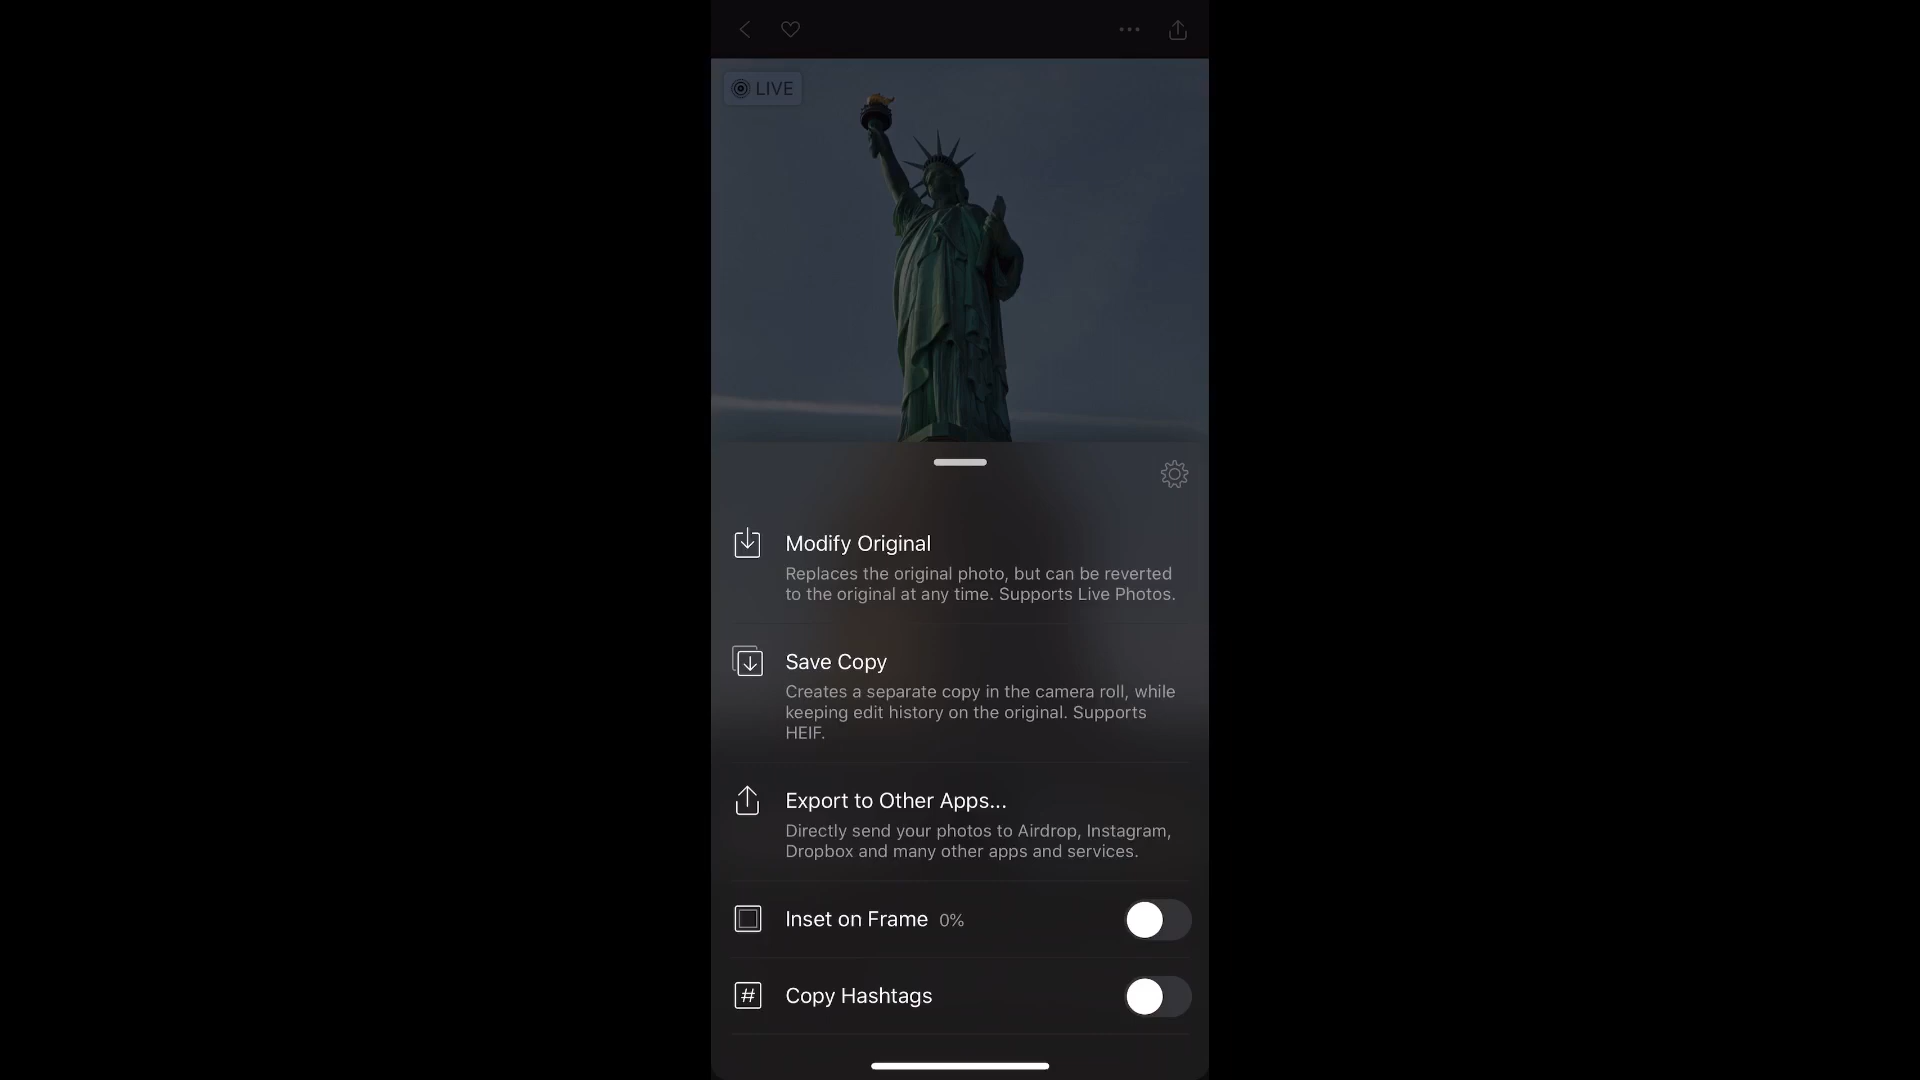 LIVE
Modify Original
Replaces the original photo, but can be reverted
to the original at any time. Supports Live Photos.
Save Copy
Creates a separate copy in the camera roll, while
keeping edit history on the original. Supports
HEIF.
Export to Other Apps...
Directly send your photos to Airdrop, Instagram,
Dropbox and many other apps and services.
Inset on Frame 0%
# Copy Hashtags